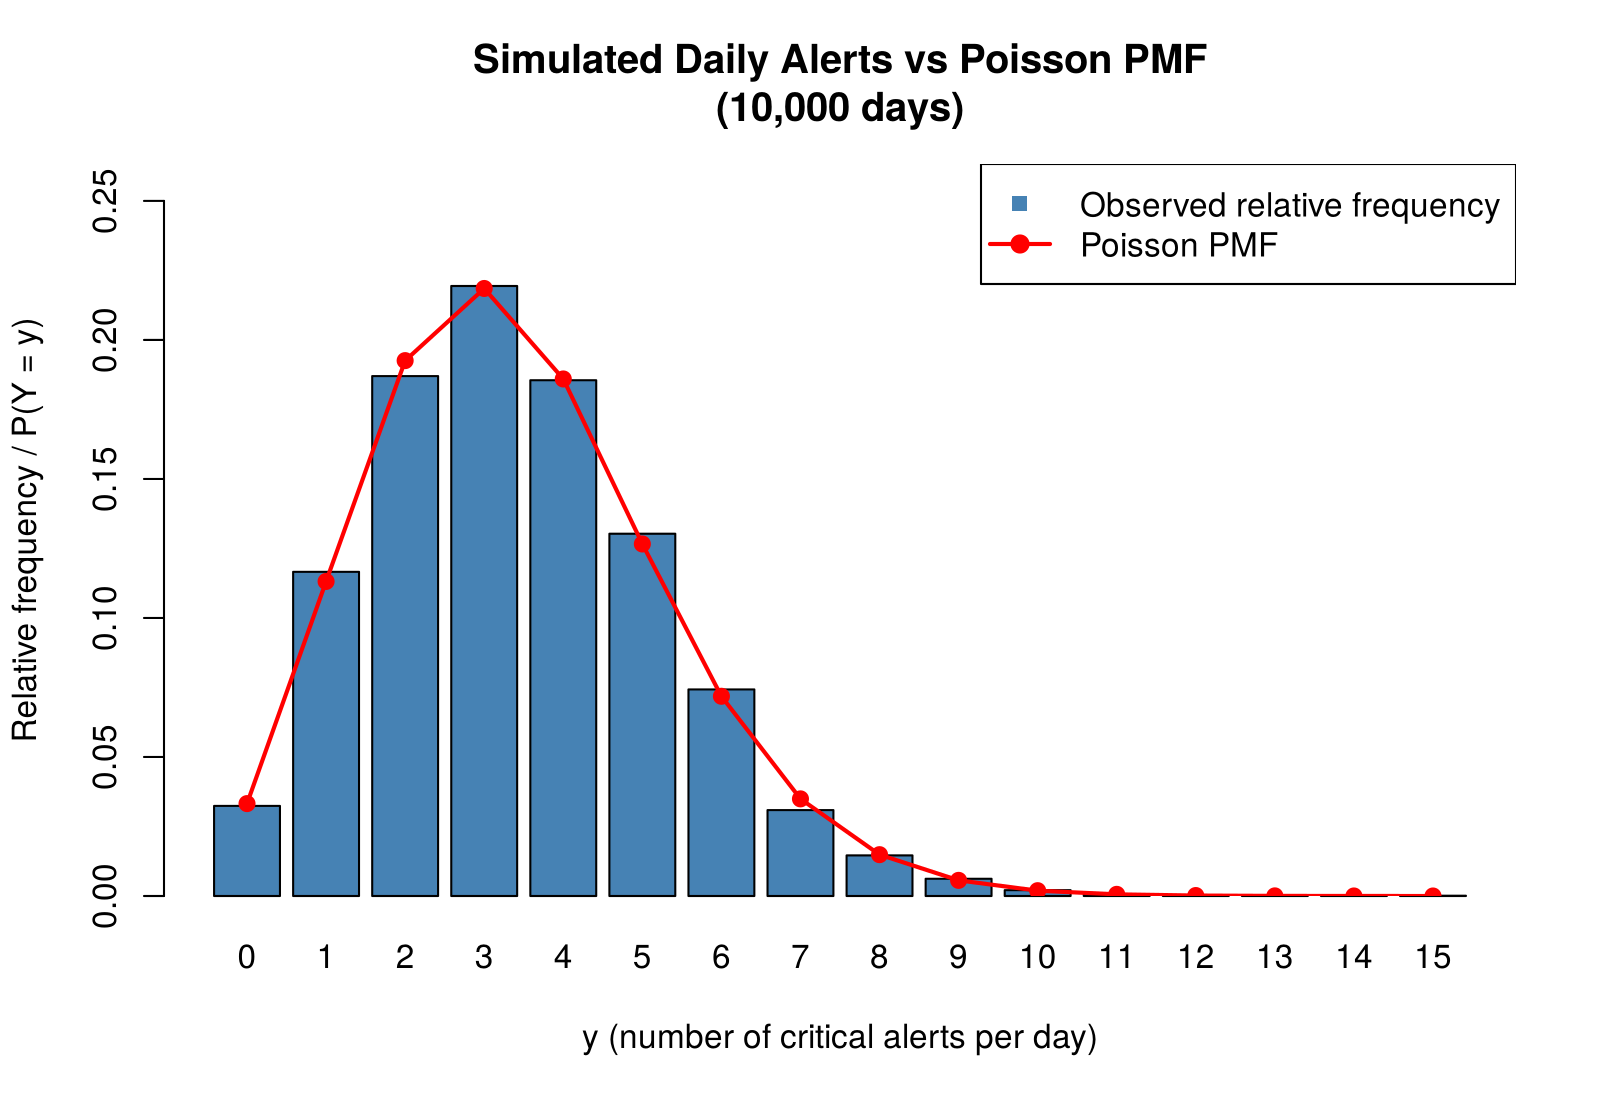 Simulated Daily Alerts vs Poisson PMF
(10,000 days)
Observed relative frequency
Poisson PMF
Relative frequency / P(Y = y)
0.25
0.20
0.15
0.10
0.05
0.00
0 1 2 3 4 5 6 7 8 9 10 11 12 13 14 15
y (number of critical alerts per day)